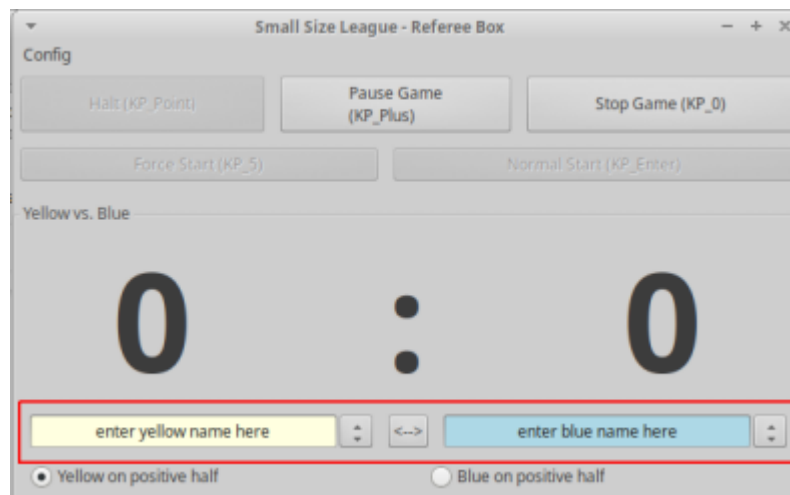 Small Size League - Referee Box
Config
Halt (KP_Point)
Pause Game
(KP_Plus)
Stop Game (KP_0)
Force Start (KP_5)
Normal Start (KP_Enter)
Yellow vs. Blue
0 : 0
enter yellow name here
<-->
enter blue name here
Yellow on positive half
Blue on positive half